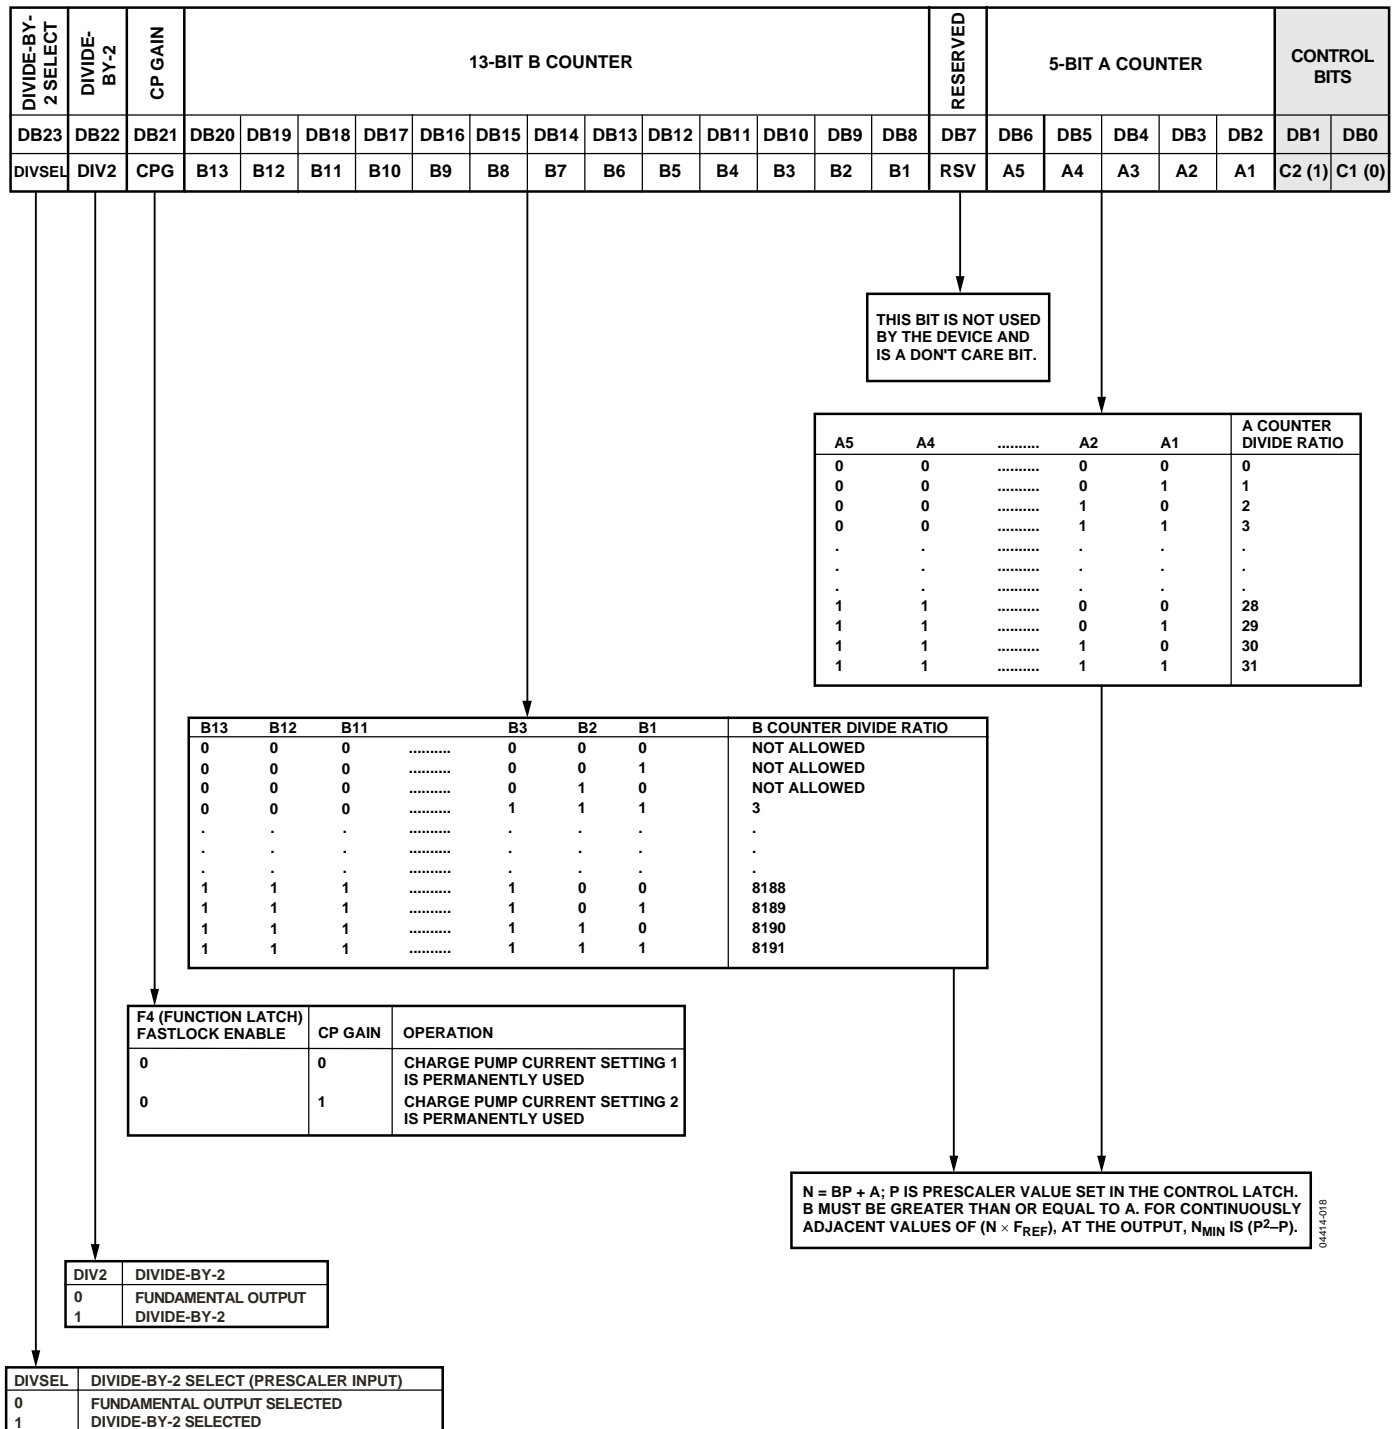 DIVIDE-BY-2 SELECT DIVIDE-BY-2 CP GAIN 13-BIT B COUNTER RESERVED 5-BIT A COUNTER CONTROL BITS
DB23 DB22 DB21 DB20 DB19 DB18 DB17 DB16 DB15 DB14 DB13 DB12 DB11 DB10 DB9 DB8 DB7 DB6 DB5 DB4 DB3 DB2 DB1 DB0
DIVSEL DIV2 CPG B13 B12 B11 B10 B9 B8 B7 B6 B5 B4 B3 B2 B1 RSV A5 A4 A3 A2 A1 C2 (1) C1 (0)
THIS BIT IS NOT USED
BY THE DEVICE AND
IS A DON'T CARE BIT.
A5 A4 .......... A2 A1 A COUNTER DIVIDE RATIO
0 0 .......... 0 0 0
0 0 .......... 0 1 1
0 0 .......... 1 0 2
0 0 .......... 1 1 3
. . .......... . . .
. . .......... . . .
. . .......... . . .
1 1 .......... 0 0 28
1 1 .......... 0 1 29
1 1 .......... 1 0 30
1 1 .......... 1 1 31
B13 B12 B11 B3 B2 B1 B COUNTER DIVIDE RATIO
0 0 0 .......... 0 0 0 NOT ALLOWED
0 0 0 .......... 0 0 1 NOT ALLOWED
0 0 0 .......... 0 1 0 NOT ALLOWED
0 0 0 .......... 1 1 1 3
. . . .......... . . . .
. . . .......... . . . .
. . . .......... . . . .
1 1 1 .......... 1 0 0 8188
1 1 1 .......... 1 0 1 8189
1 1 1 .......... 1 1 0 8190
1 1 1 .......... 1 1 1 8191
F4 (FUNCTION LATCH)
FASTLOCK ENABLE CP GAIN OPERATION
0 0 CHARGE PUMP CURRENT SETTING 1
IS PERMANENTLY USED
0 1 CHARGE PUMP CURRENT SETTING 2
IS PERMANENTLY USED
N = BP + A; P IS PRESCALER VALUE SET IN THE CONTROL LATCH.
B MUST BE GREATER THAN OR EQUAL TO A. FOR CONTINUOUSLY
ADJACENT VALUES OF (N × FREF), AT THE OUTPUT, NMIN IS (P²–P).
04414-018
DIV2 DIVIDE-BY-2
0 FUNDAMENTAL OUTPUT
1 DIVIDE-BY-2
DIVSEL DIVIDE-BY-2 SELECT (PRESCALER INPUT)
0 FUNDAMENTAL OUTPUT SELECTED
1 DIVIDE-BY-2 SELECTED